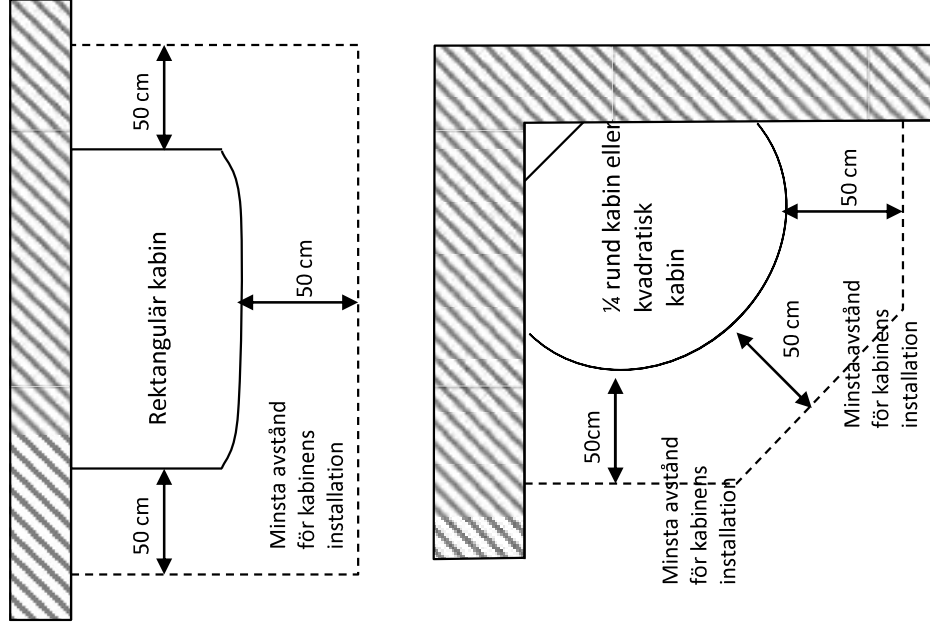 50 cm
Rektangulär kabin
50 cm
50 cm
Minsta avstånd
för kabinens
installation
¼ rund kabin eller
kvadratisk
kabin
50 cm
50 cm
50cm
Minsta avstånd
för kabinens
installation
Minsta avstånd
för kabinens
installation